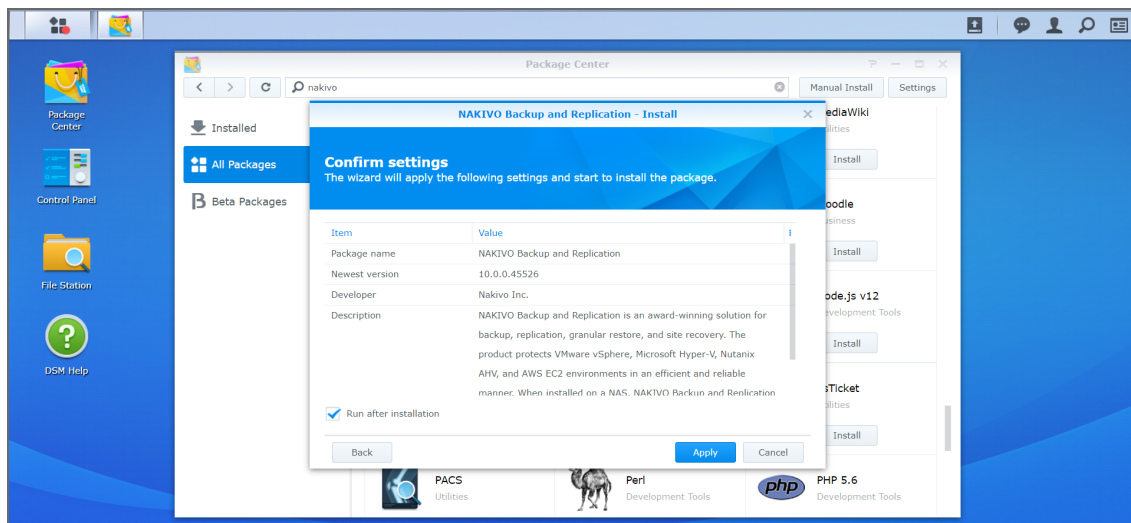 Package Center
nakivo
Manual Install
Settings
Package
Center
Control Panel
File Station
DSM Help
Installed
All Packages
Beta Packages
NAKIVO Backup and Replication - Install
Confirm settings
The wizard will apply the following settings and start to install the package.
Item Value
Package name NAKIVO Backup and Replication
Newest version 10.0.0.45526
Developer Nakivo Inc.
Description NAKIVO Backup and Replication is an award-winning solution for
backup, replication, granular restore, and site recovery. The
product protects VMware vSphere, Microsoft Hyper-V, Nutanix
AHV, and AWS EC2 environments in an efficient and reliable
manner. When installed on a NAS, NAKIVO Backup and Replication
Run after installation
Back
Apply
Cancel
ediaWiki
ilities
Install
oodle
usiness
Install
ode.js v12
evelopment Tools
Install
sTicket
ilities
Install
PACS
Utilities
Perl
Development Tools
php
PHP 5.6
Development Tools